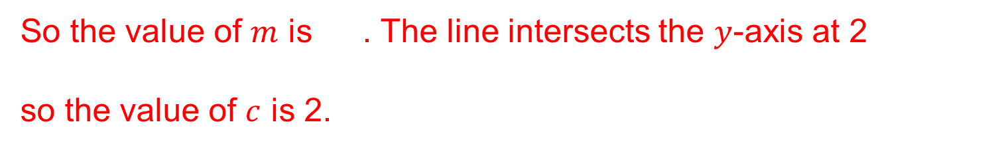 So the value of m is . The line intersects the y-axis at 2
so the value of c is 2.